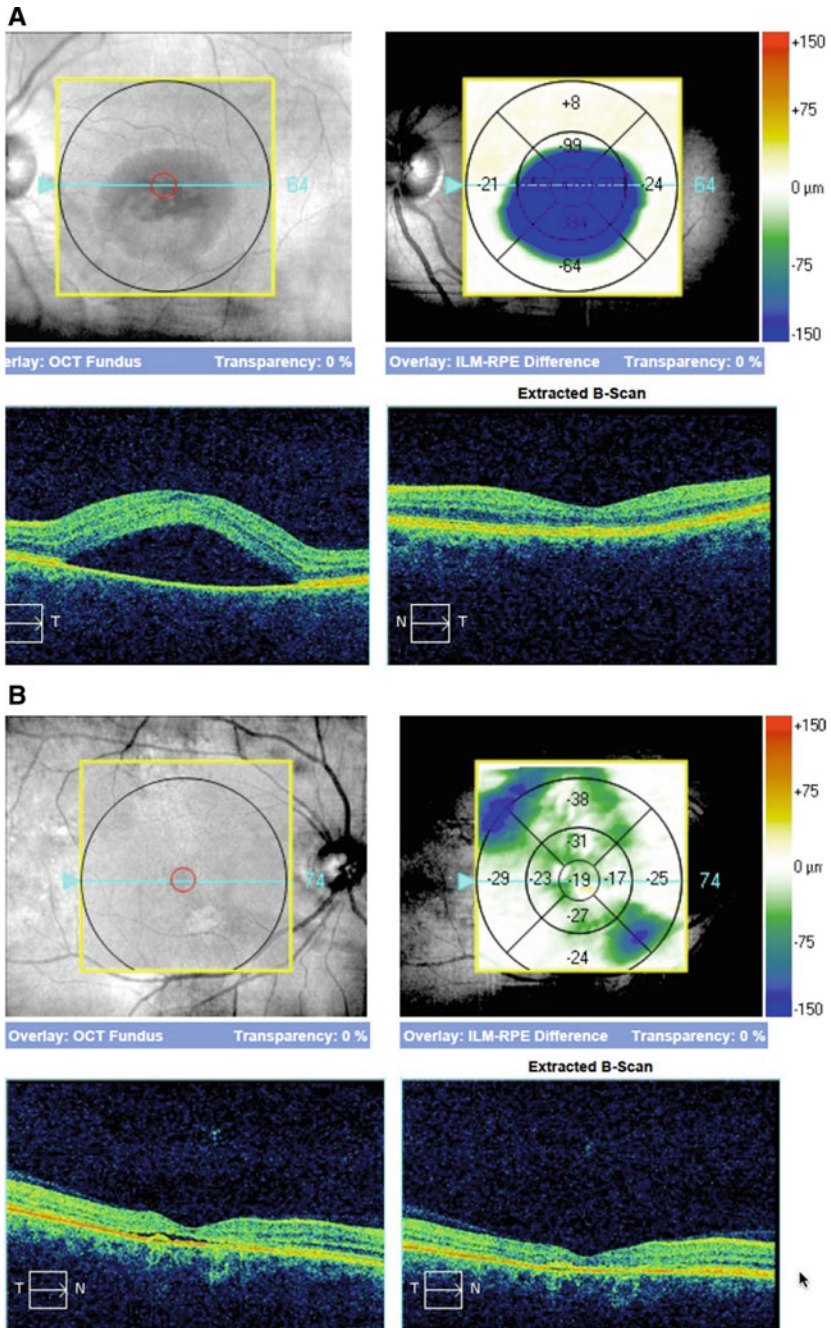 A
+150
+8
+75
-99
64
-21
-24
64
0 µm
-334
-75
-64
-150
erlay: OCT Fundus Transparency: 0 %
Overlay: ILM-RPE Difference Transparency: 0 %
Extracted B-Scan
T
N T
B
+150
-38
+75
-31
74
-29 -23 -19 -17 -25
74
0 µm
-27
-24
-75
-150
Overlay: OCT Fundus Transparency: 0 %
Overlay: ILM-RPE Difference Transparency: 0 %
Extracted B-Scan
T N
T N